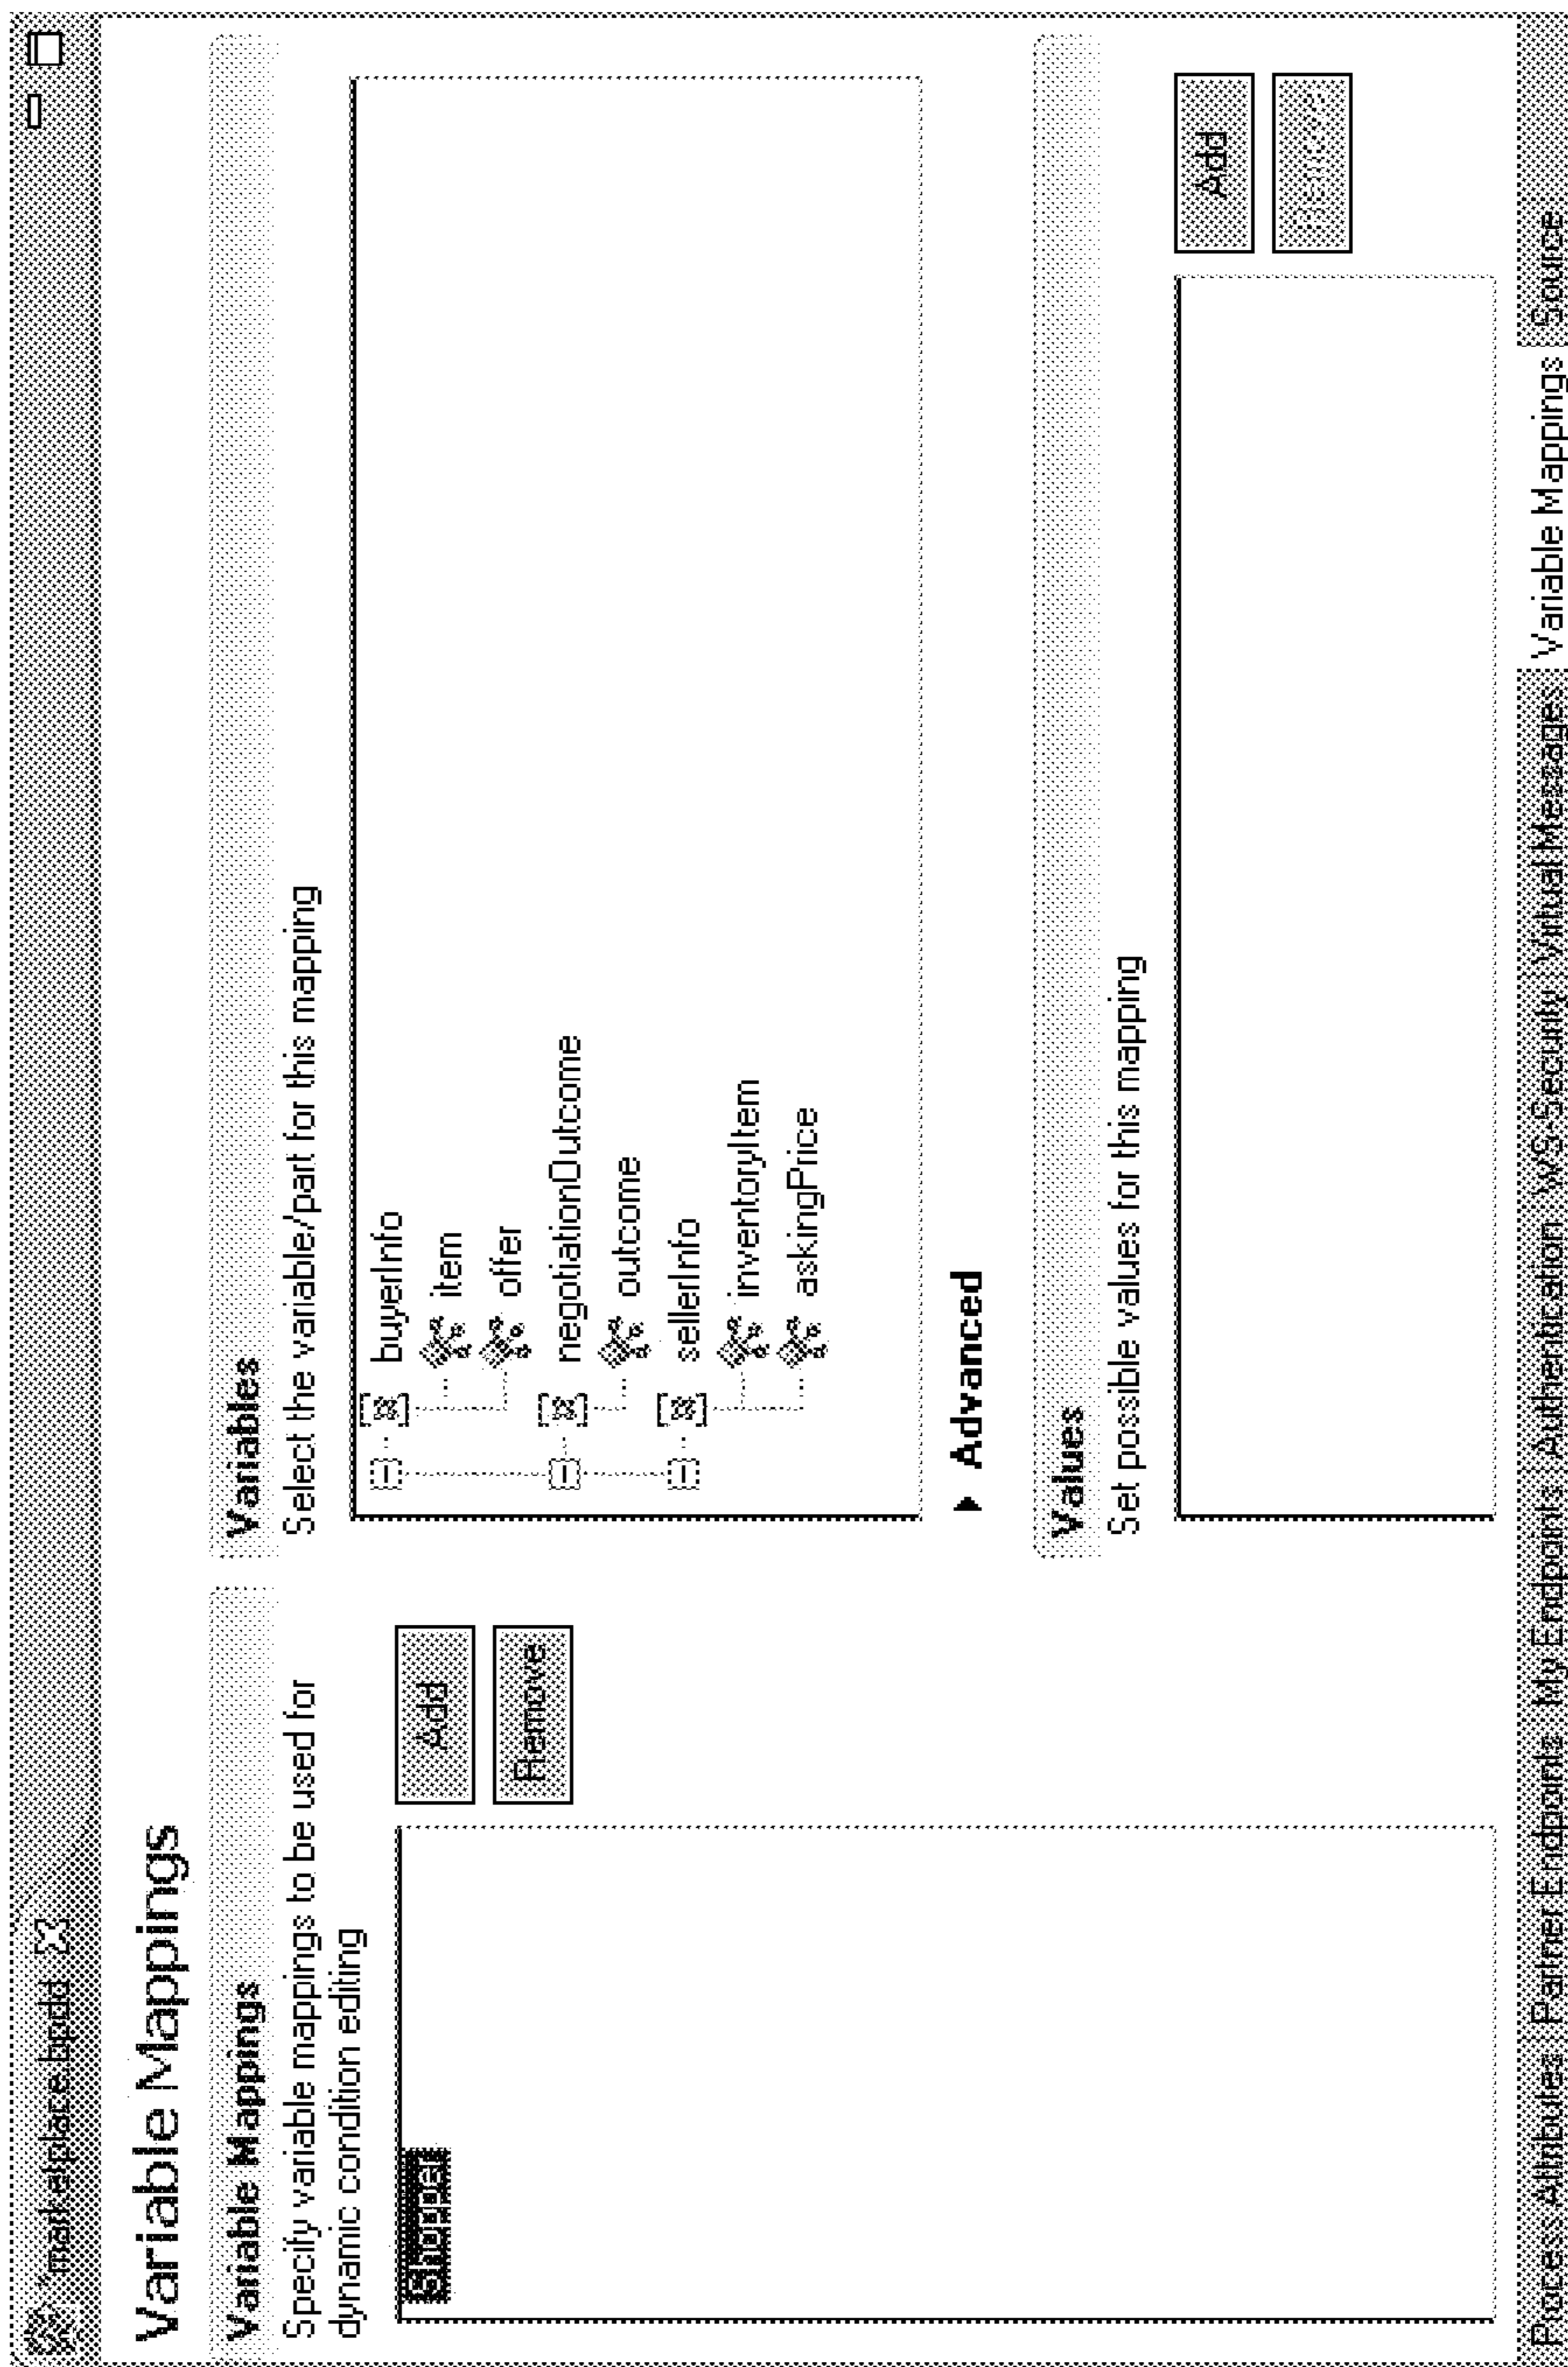 *marketplace.bpdd
Variable Mappings
Variable Mappings
Specify variable mappings to be used for
dynamic condition editing
Add
Remove
Variables
Select the variable/part for this mapping
buyerInfo
item
offer
negotiationOutcome
outcome
sellerInfo
inventoryItem
askingPrice
Advanced
Values
Set possible values for this mapping
Add
Remove
Process Attributes Partner Endpoints My Endpoints Authentication WS-Security Virtual Messages Variable Mappings Source